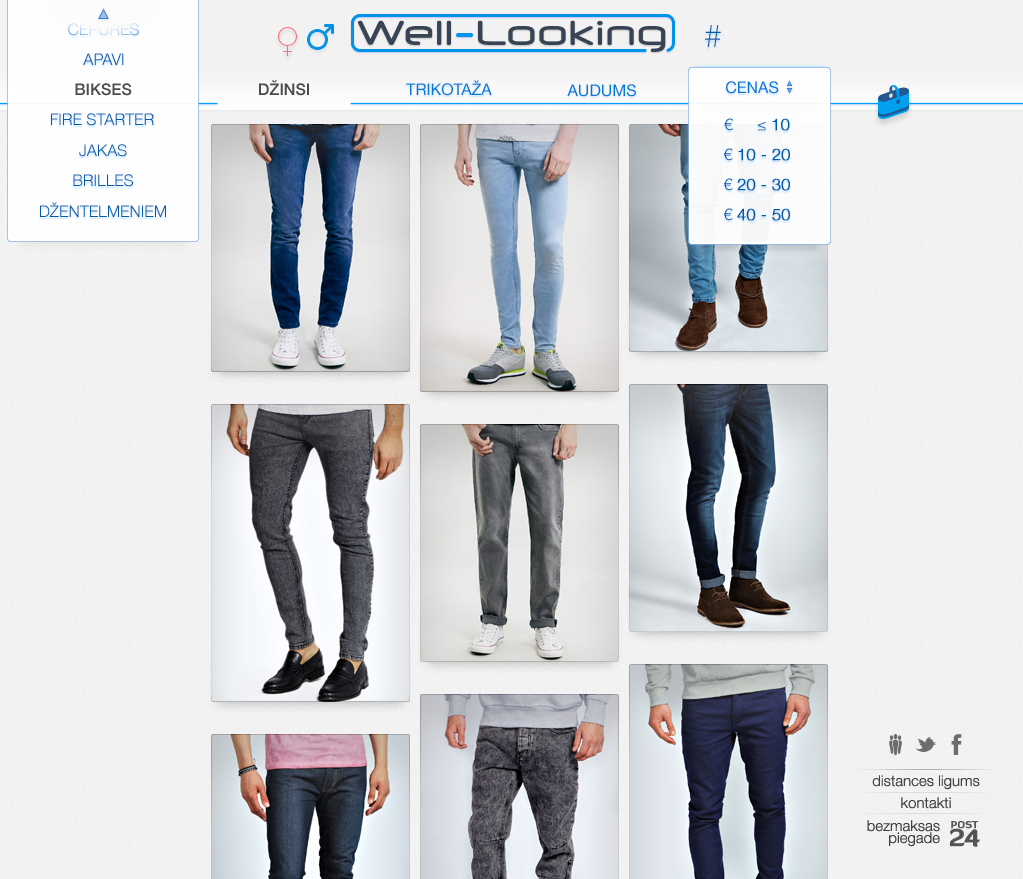 CEPURES
APAVI
BIKSES
FIRE STARTER
JAKAS
BRILLES
DŽENTELMENIEM
Well-Looking
#
DŽINSI
TRIKOTAŽA
AUDUMS
CENAS
€ ≤ 10
€ 10 - 20
€ 20 - 30
€ 40 - 50
distances ligums
kontakti
bezmaksas
piegade
POST
24